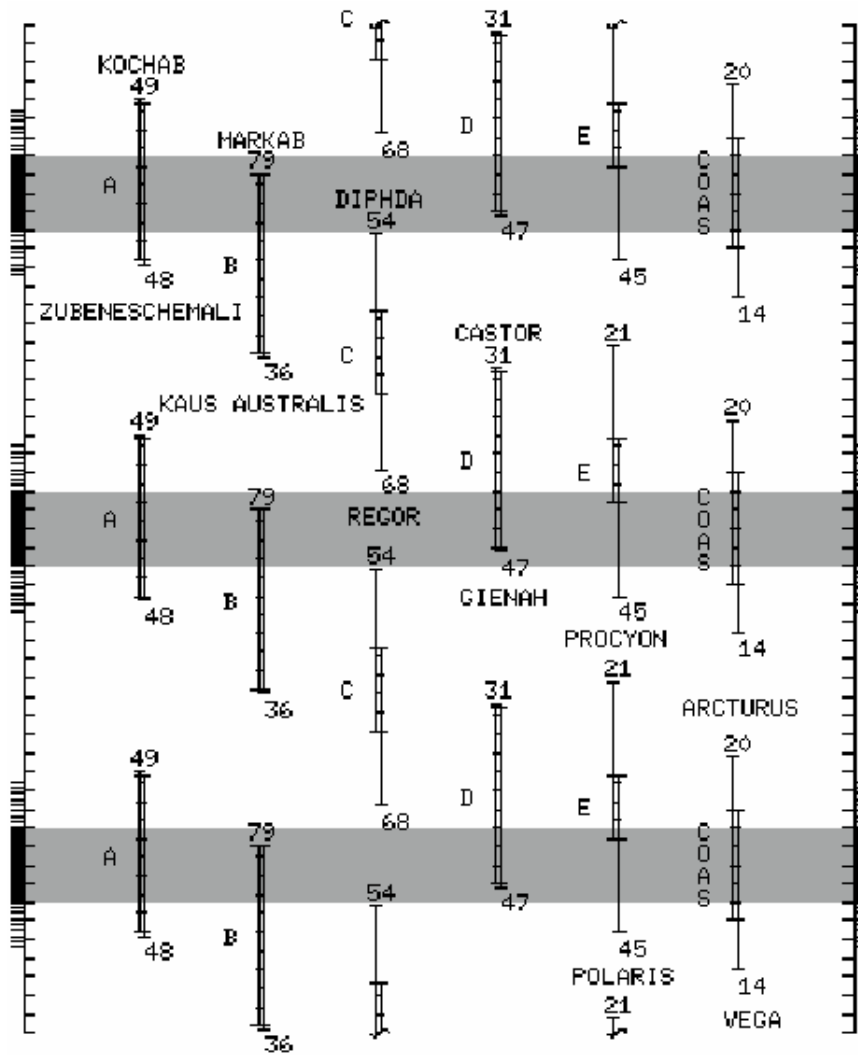 C 31
KOCHAB 20
49
D E
MARKAB 68
79 C
A O
DIPHDA A
54 S
47
B 45
48
ZUBENESCHEMALI 14
CASTOR 21
C 31
36
KAUS AUSTRALIS
49 20
D E
68
79 C
A REGOR O
A
54 S
47
GIENAH
B 45
48
PROCYON 14
21
C 31 ARCTURUS
36
49 20
D E
68
79 C
A O
A
54 S
47
B 45
48
POLARIS 14
21 VEGA
36